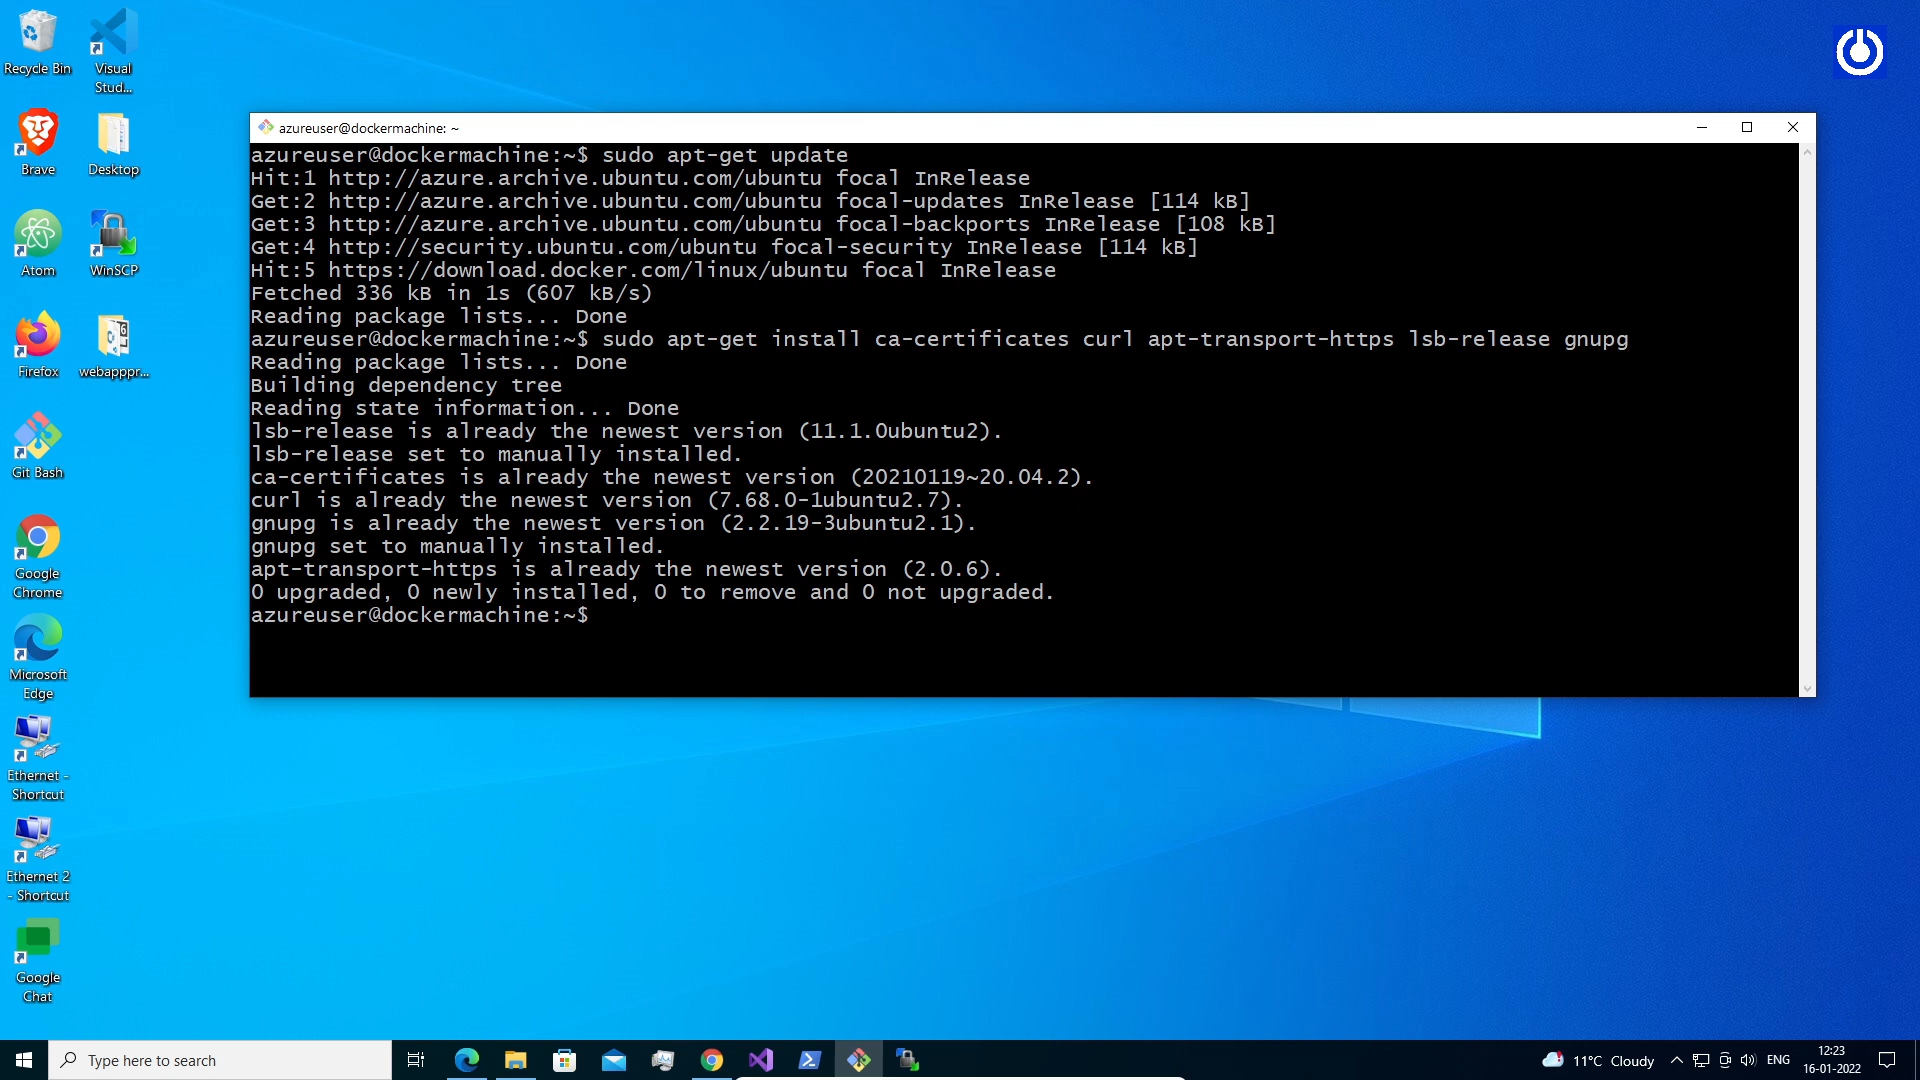 Recycle Bin
Visual
Stud...
Brave
Desktop
Atom
WinSCP
Firefox
webapppr...
Git Bash
Google
Chrome
Microsoft
Edge
Ethernet -
Shortcut
Ethernet 2
- Shortcut
Google
Chat
azureuser@dockermachine: ~
azureuser@dockermachine:~$ sudo apt-get update
Hit:1 http://azure.archive.ubuntu.com/ubuntu focal InRelease
Get:2 http://azure.archive.ubuntu.com/ubuntu focal-updates InRelease [114 kB]
Get:3 http://azure.archive.ubuntu.com/ubuntu focal-backports InRelease [108 kB]
Get:4 http://security.ubuntu.com/ubuntu focal-security InRelease [114 kB]
Hit:5 https://download.docker.com/linux/ubuntu focal InRelease
Fetched 336 kB in 1s (607 kB/s)
Reading package lists... Done
azureuser@dockermachine:~$ sudo apt-get install ca-certificates curl apt-transport-https lsb-release gnupg
Reading package lists... Done
Building dependency tree
Reading state information... Done
lsb-release is already the newest version (11.1.0ubuntu2).
lsb-release set to manually installed.
ca-certificates is already the newest version (20210119~20.04.2).
curl is already the newest version (7.68.0-1ubuntu2.7).
gnupg is already the newest version (2.2.19-3ubuntu2.1).
gnupg set to manually installed.
apt-transport-https is already the newest version (2.0.6).
0 upgraded, 0 newly installed, 0 to remove and 0 not upgraded.
azureuser@dockermachine:~$
Type here to search
11°C Cloudy
ENG
12:23
16-01-2022